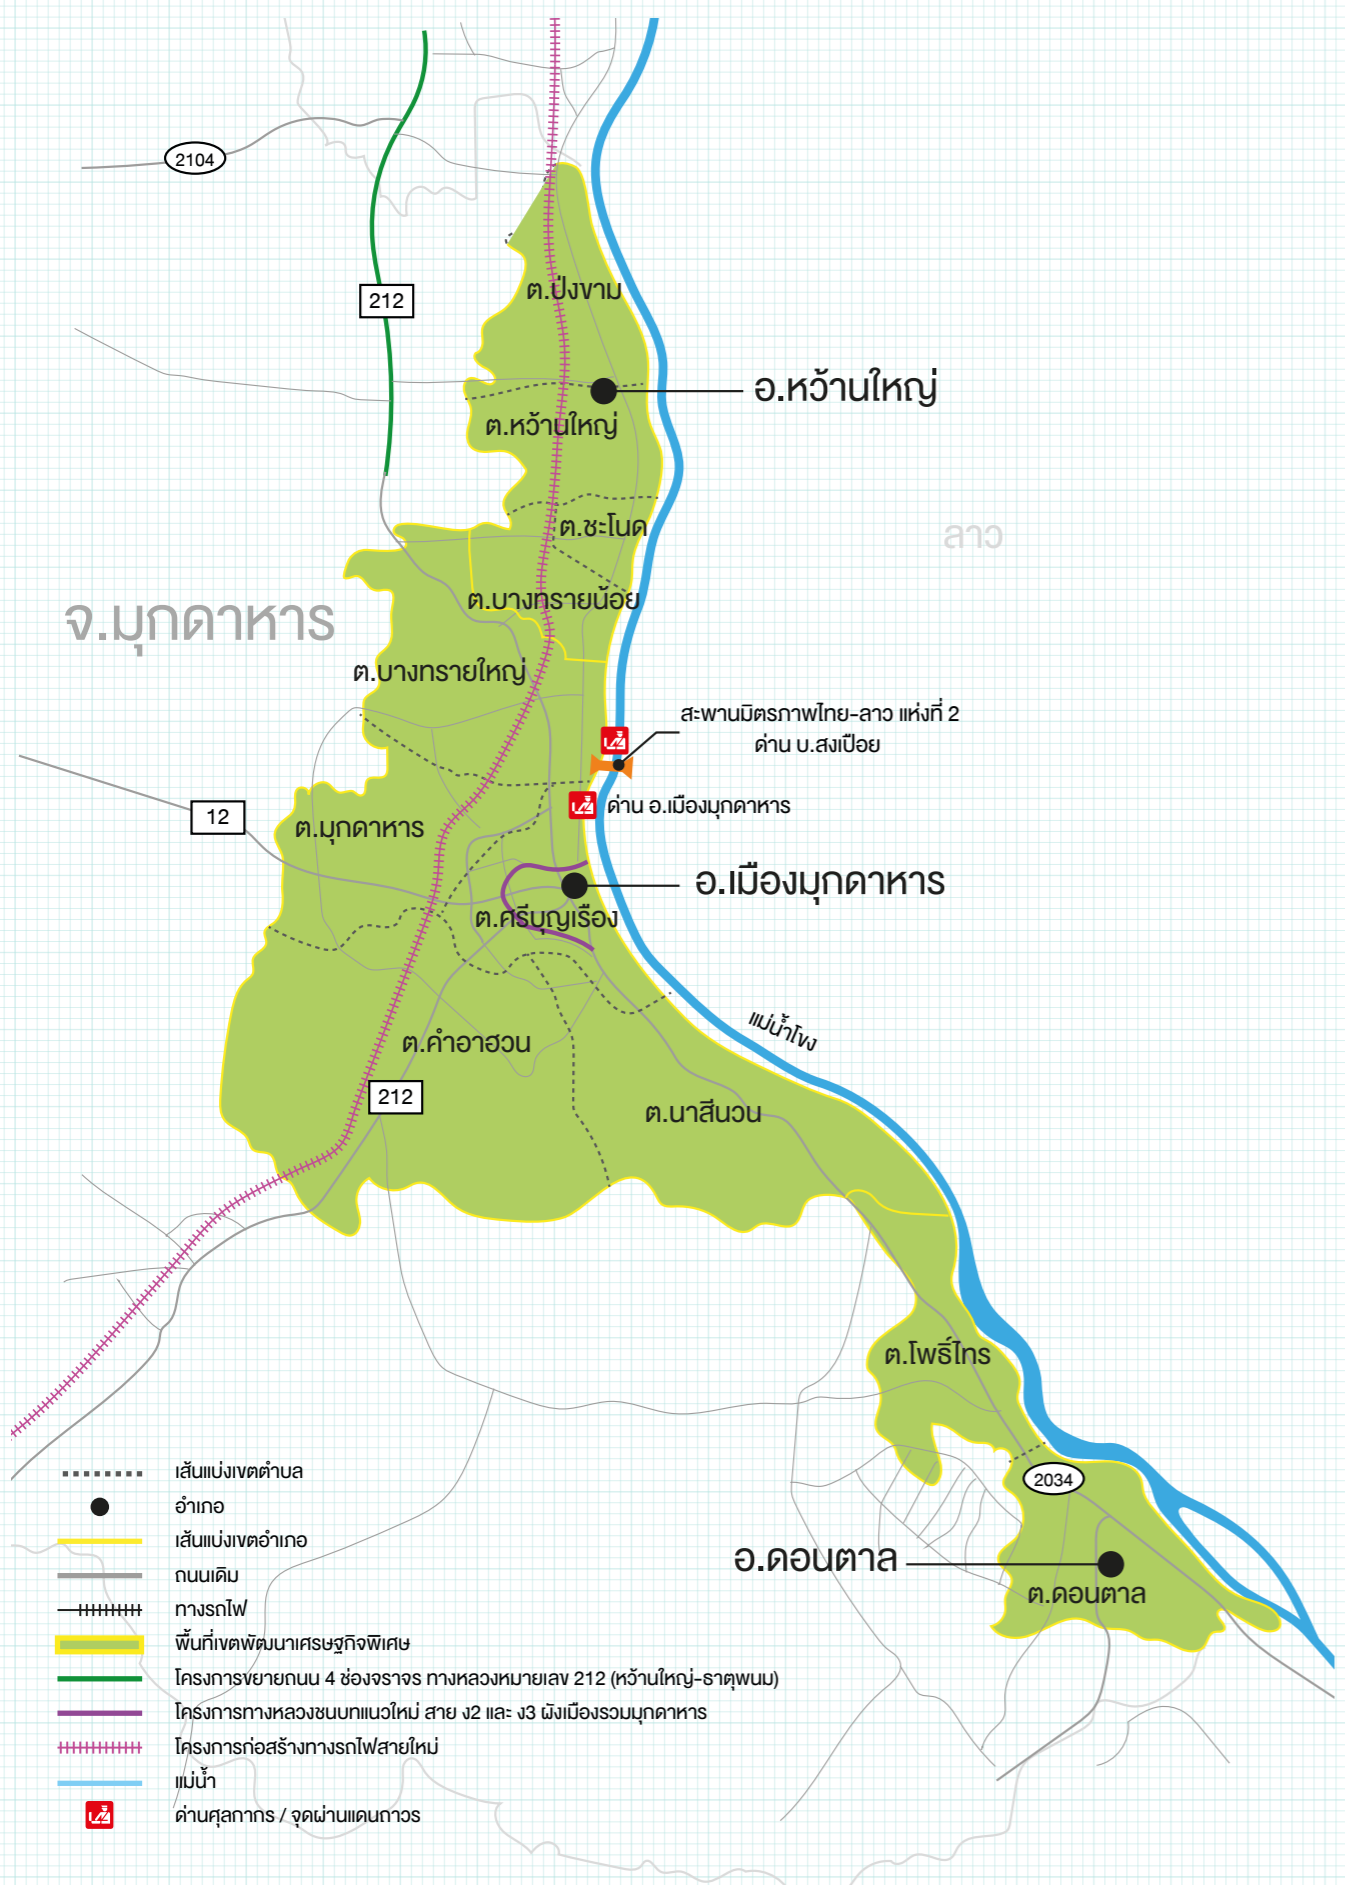 2104
212
ต.ป่งขาม
อ.หว้านใหญ่
ต.หว้านใหญ่
ต.ชะโนด
ลาว
ต.บางทรายน้อย
จ.มุกดาหาร
ต.บางทรายใหญ่
สะพานมิตรภาพไทย-ลาว แห่งที่ 2
ด่าน บ.สงเปือย
12
ด่าน อ.เมืองมุกดาหาร
ต.มุกดาหาร
อ.เมืองมุกดาหาร
ต.ศรีบุญเรือง
แม่น้ำโขง
ต.คำอาฮวน
212
ต.นาสีนวน
ต.โพธิ์ไทร
2034
อ.ดอนตาล
ต.ดอนตาล
เส้นแบ่งเขตตำบล
อำเภอ
เส้นแบ่งเขตอำเภอ
ถนนเดิม
ทางรถไฟ
พื้นที่เขตพัฒนาเศรษฐกิจพิเศษ
โครงการขยายถนน 4 ช่องจราจร ทางหลวงหมายเลข 212 (หว้านใหญ่-ธาตุพนม)
โครงการทางหลวงชนบทแนวใหม่ สาย ง2 และ ง3 ผังเมืองรวมมุกดาหาร
โครงการก่อสร้างทางรถไฟสายใหม่
แม่น้ำ
ด่านศุลกากร / จุดผ่านแดนถาวร